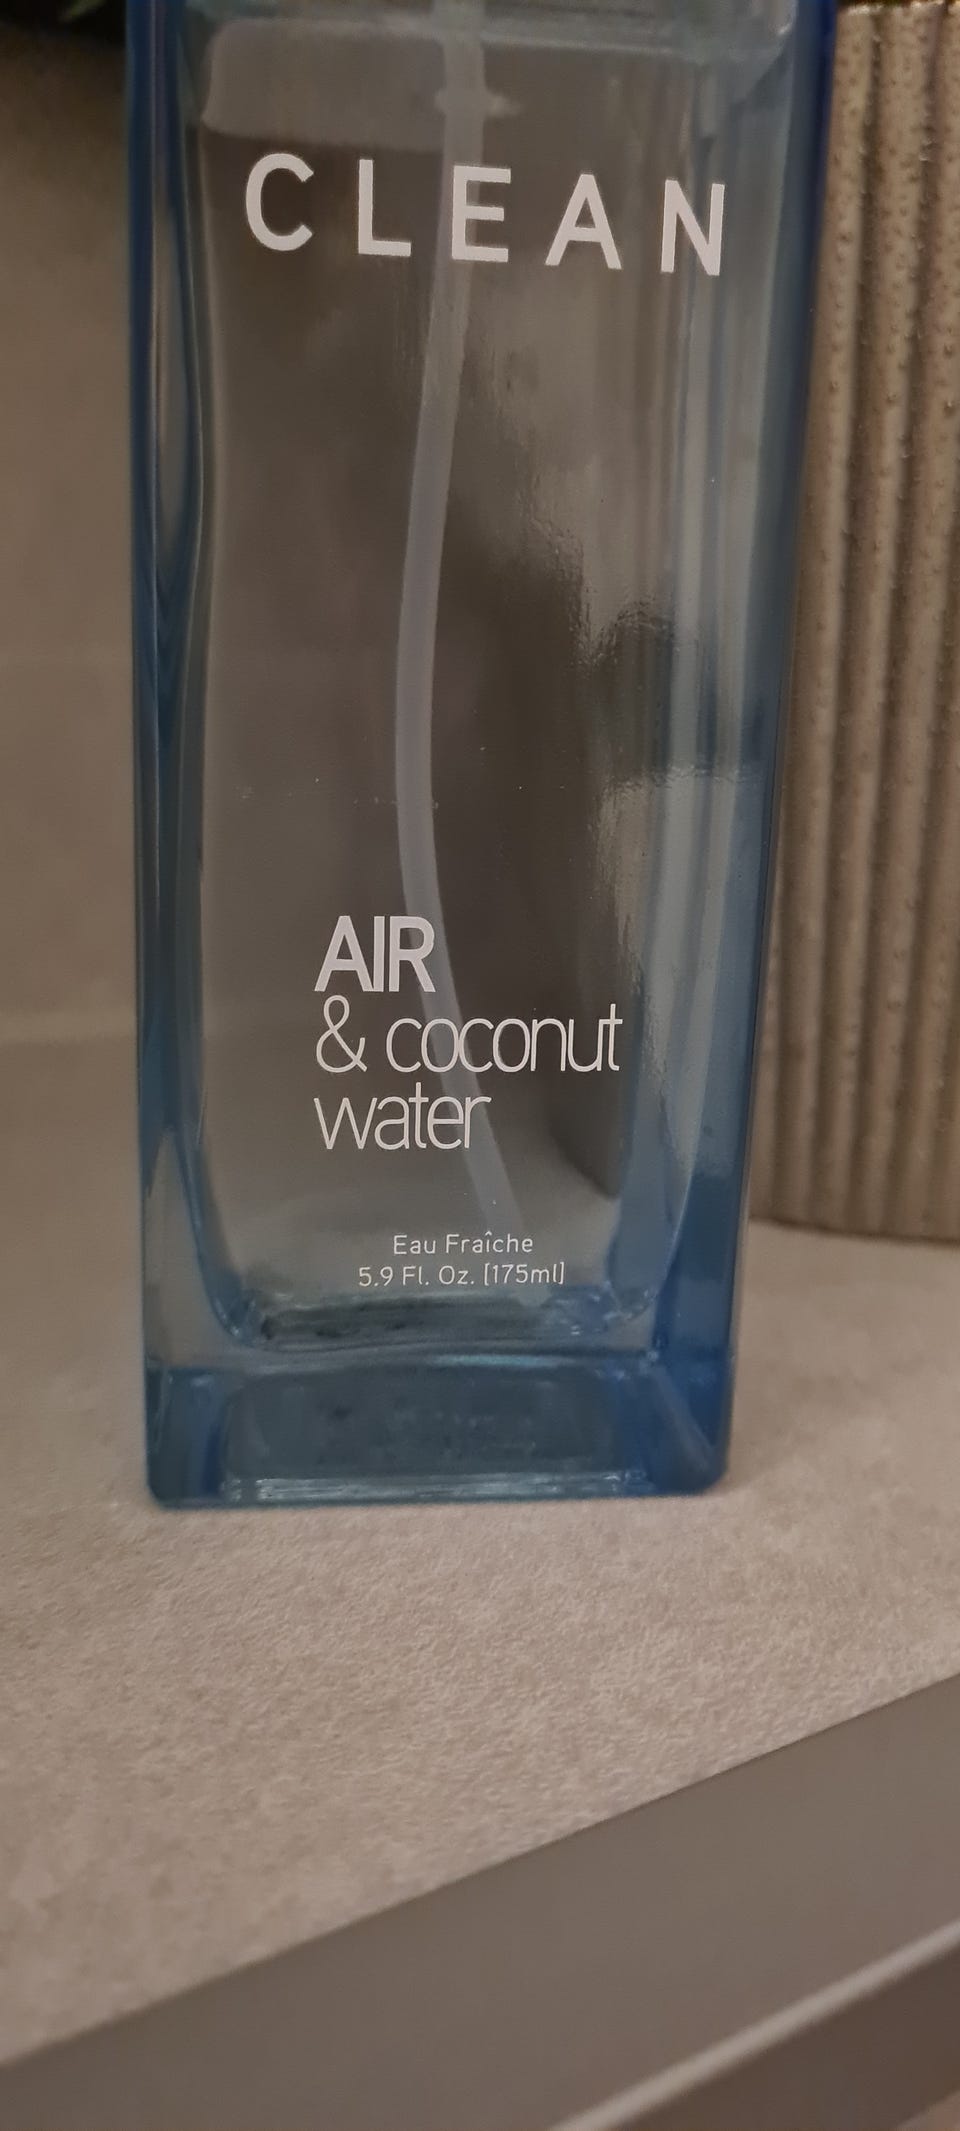 CLEAN
AIR
& coconut
water
Eau Fraîche
5.9 Fl. Oz. [175ml]